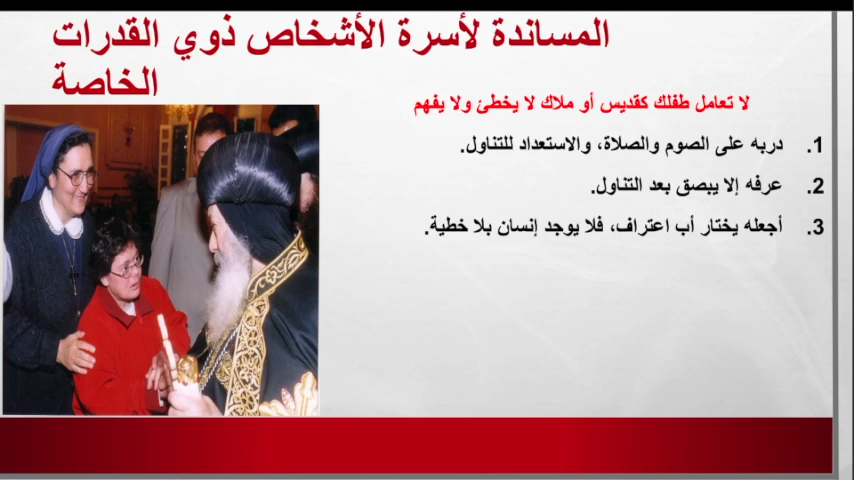 المساندة لأسرة الأشخاص ذوي القدرات
الخاصة
لا تعامل طفلك كقديس أو ملاك لا يخطئ ولا يفهم
1. دربه على الصوم والصلاة، والاستعداد للتناول.
2. عرفه إلا يبصق بعد التناول.
3. أجعله يختار أب اعتراف، فلا يوجد إنسان بلا خطية.